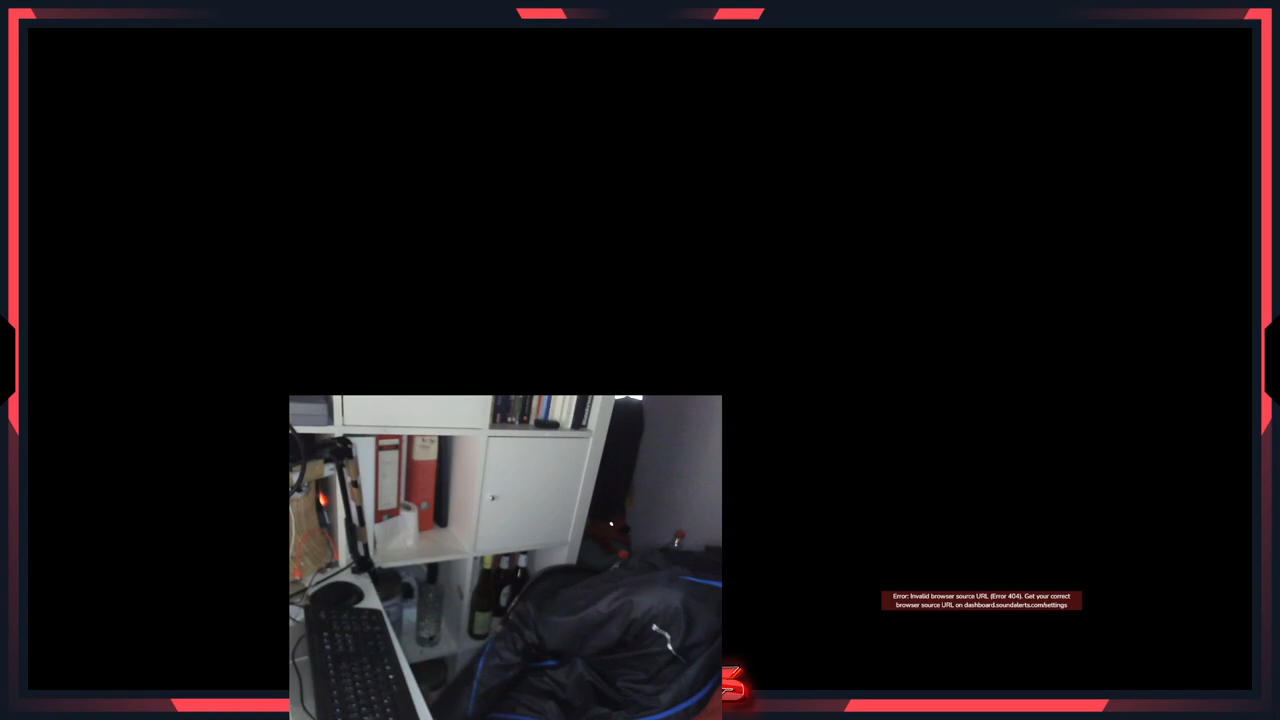 Error: Invalid browser source URL (Error 404). Get your correct
browser source URL on dashboard.soundalerts.com/settings